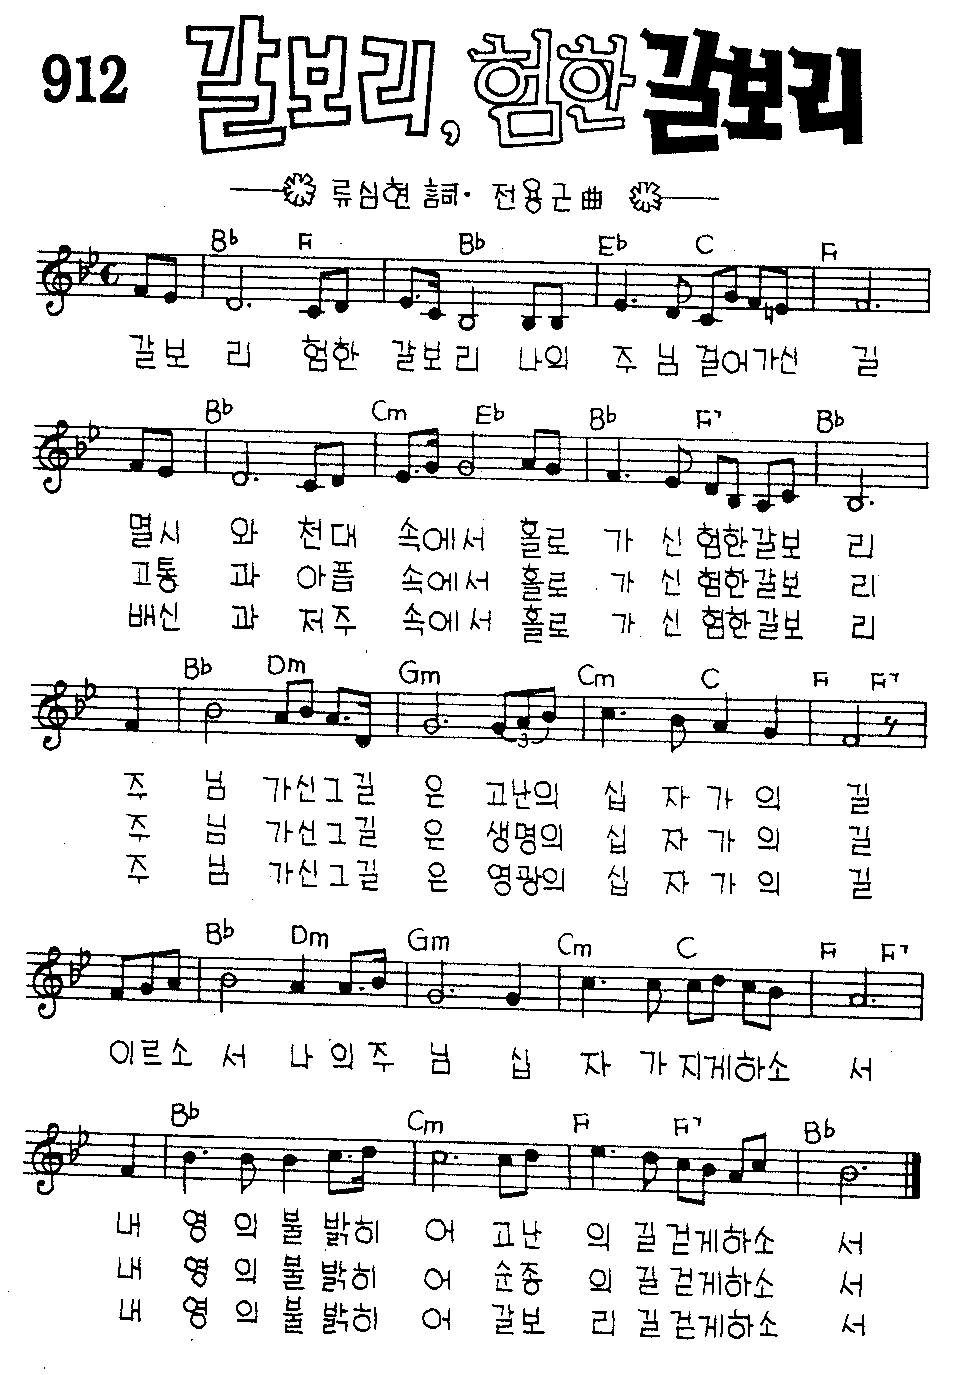 912 갈보리, 험한 갈보리
류심현 詞· 전용근 曲
Bb F Bb Eb C F
갈보 리 험한 갈보리 나의 주 님 걸어가신 길
Bb Cm Eb Bb F7 Bb
멸시 와 천대 속에서 홀로 가 신 험한갈보 리
고통 과 아픔 속에서 홀로 가 신 험한갈보 리
배신 과 저주 속에서 홀로 가 신 험한갈보 리
Bb Dm Gm Cm C F F7
3
주 님 가신그길 은 고난의 십 자 가 의 길
주 님 가신그길 은 생명의 십 자 가 의 길
주 님 가신그길 은 영광의 십 자 가 의 길
Bb Dm Gm Cm C F F7
이르소 서 나 의주 님 십 자 가 지게하소 서
Bb Cm F F7 Bb
내 영 의 불 밝히 어 고난 의 길 걷게하소 서
내 영 의 불 밝히 어 순종 의 길 걷게하소 서
내 영 의 불 밝히 어 갈보 리 길 걷게하소 서